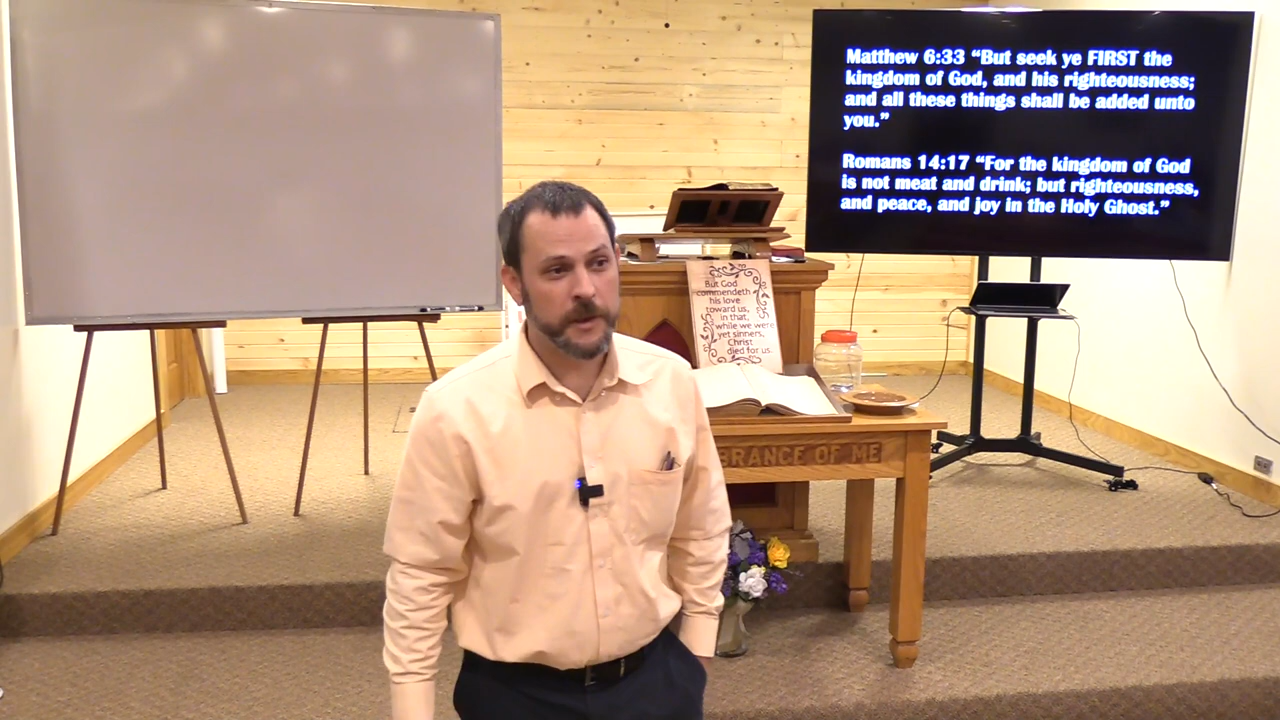 Matthew 6:33 “But seek ye FIRST the
kingdom of God, and his righteousness;
and all these things shall be added unto
you.”
Romans 14:17 “For the kingdom of God
is not meat and drink; but righteousness,
and peace, and joy in the Holy Ghost.”
But God
commendeth
his love
toward us,
in that,
while we were
yet sinners,
Christ
died for us.
BRANCE OF ME